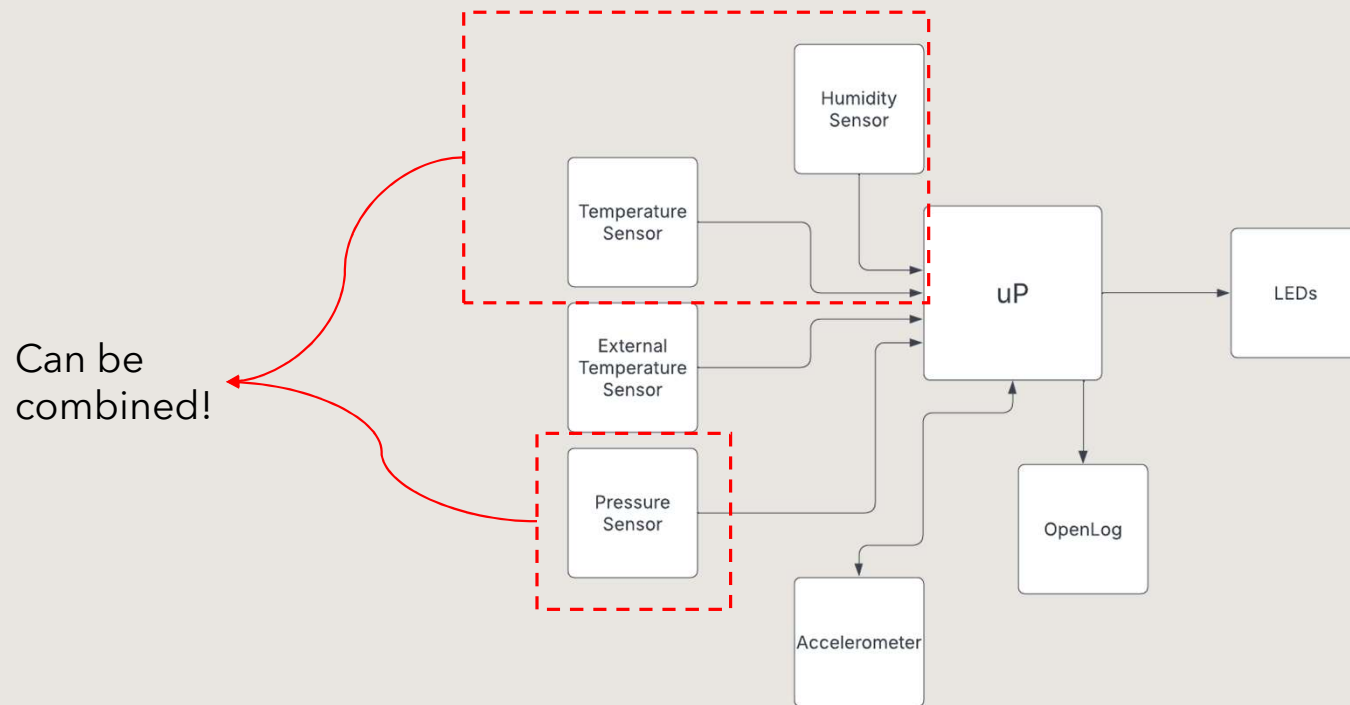 Humidity
Sensor
Temperature
Sensor
uP
LEDs
External
Temperature
Sensor
Can be
combined!
Pressure
Sensor
OpenLog
Accelerometer